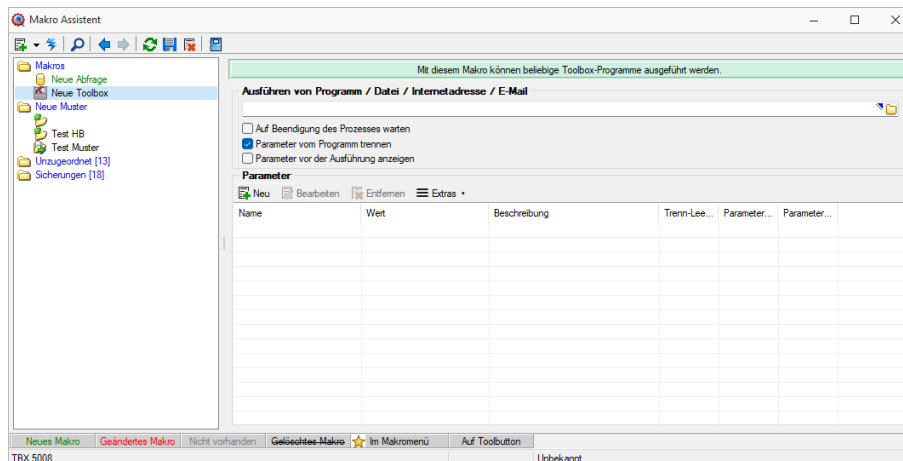 Makro Assistent
Makros
Neue Abfrage
Neue Toolbox
Neue Muster
Test HB
Test Muster
Unzugeordnet [13]
Sicherungen [18]
Mit diesem Makro können beliebige Toolbox-Programme ausgeführt werden.
Ausführen von Programm / Datei / Internetadresse / E-Mail
Auf Beendigung des Prozesses warten
Parameter vom Programm trennen
Parameter vor der Ausführung anzeigen
Parameter
Neu Bearbeiten Entfernen Extras
Name Wert Beschreibung Trenn-Lee... Parameter... Parameter...
Neues Makro Geändertes Makro Nicht vorhanden Gelöschtes Makro Im Makromenü Auf Toolbutton
TBX 5008 Unbekannt